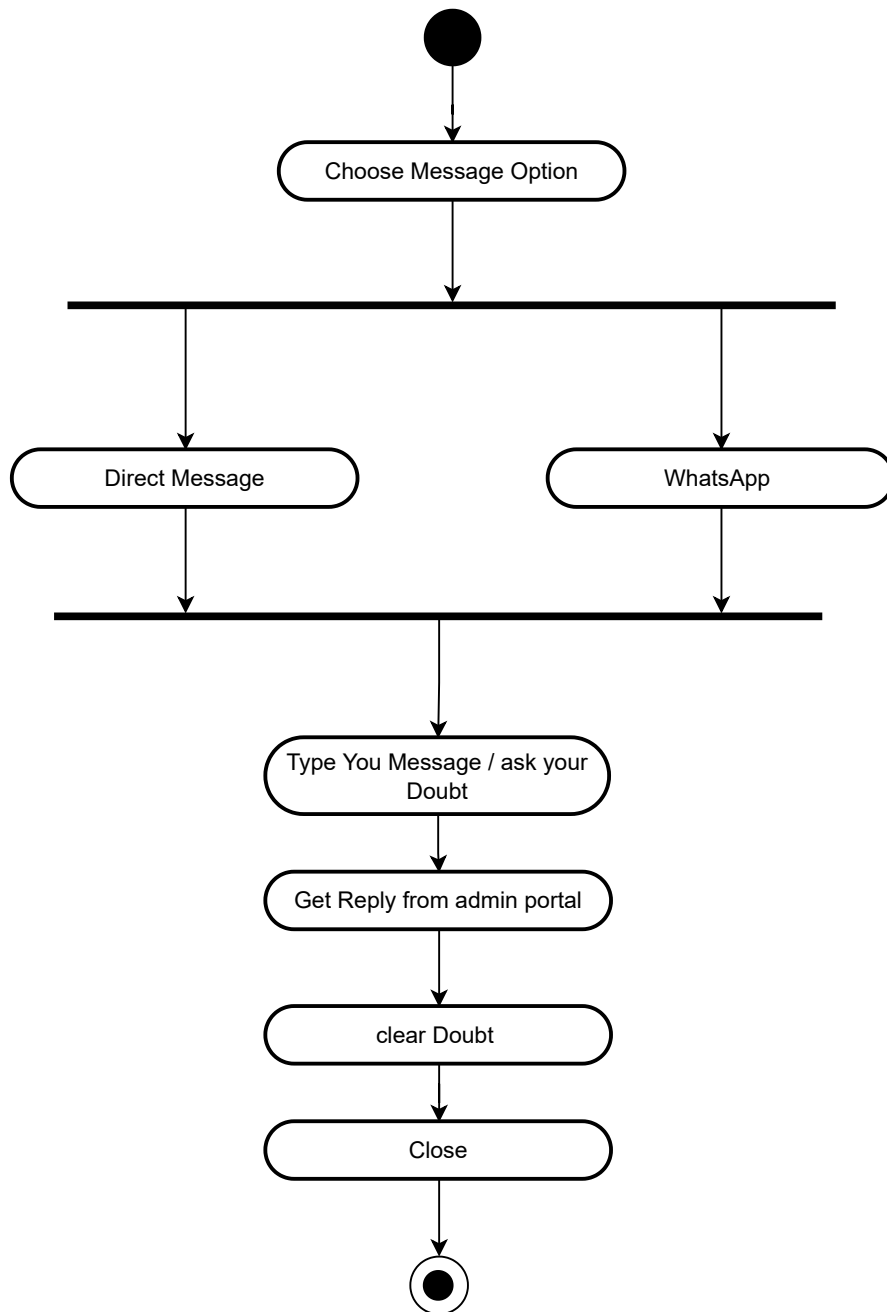 Choose Message Option
Direct Message
WhatsApp
Type You Message / ask your
Doubt
Get Reply from admin portal
clear Doubt
Close